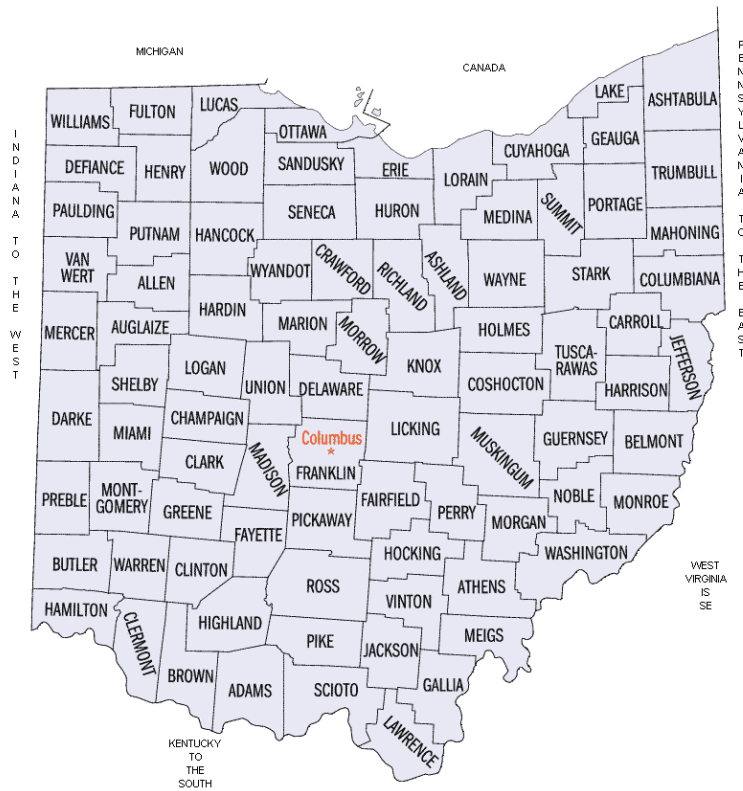 MICHIGAN
CANADA
PENNSYLVANIA TO THE EAST
INDIANA TO THE WEST
WILLIAMS
FULTON
LUCAS
OTTAWA
LAKE
ASHTABULA
GEAUGA
CUYAHOGA
DEFIANCE
HENRY
WOOD
SANDUSKY
ERIE
LORAIN
TRUMBULL
PAULDING
PUTNAM
HANCOCK
SENECA
HURON
MEDINA
SUMMIT
PORTAGE
MAHONING
VAN
WERT
ALLEN
WYANDOT
CRAWFORD
RICHLAND
ASHLAND
WAYNE
STARK
COLUMBIANA
MERCER
AUGLAIZE
HARDIN
MARION
MORROW
HOLMES
CARROLL
JEFFERSON
LOGAN
UNION
KNOX
TUSCA-
RAWAS
SHELBY
DELAWARE
COSHOCTON
HARRISON
DARKE
MIAMI
CHAMPAIGN
LICKING
MUSKINGUM
GUERNSEY
BELMONT
Columbus
*
FRANKLIN
CLARK
MADISON
PREBLE
MONT-
GOMERY
GREENE
FAYETTE
PICKAWAY
FAIRFIELD
PERRY
MORGAN
NOBLE
MONROE
BUTLER
WARREN
CLINTON
HOCKING
WASHINGTON
ROSS
VINTON
ATHENS
HAMILTON
CLERMONT
HIGHLAND
PIKE
JACKSON
MEIGS
BROWN
ADAMS
SCIOTO
GALLIA
LAWRENCE
WEST
VIRGINIA
IS
SE
KENTUCKY
TO
THE
SOUTH